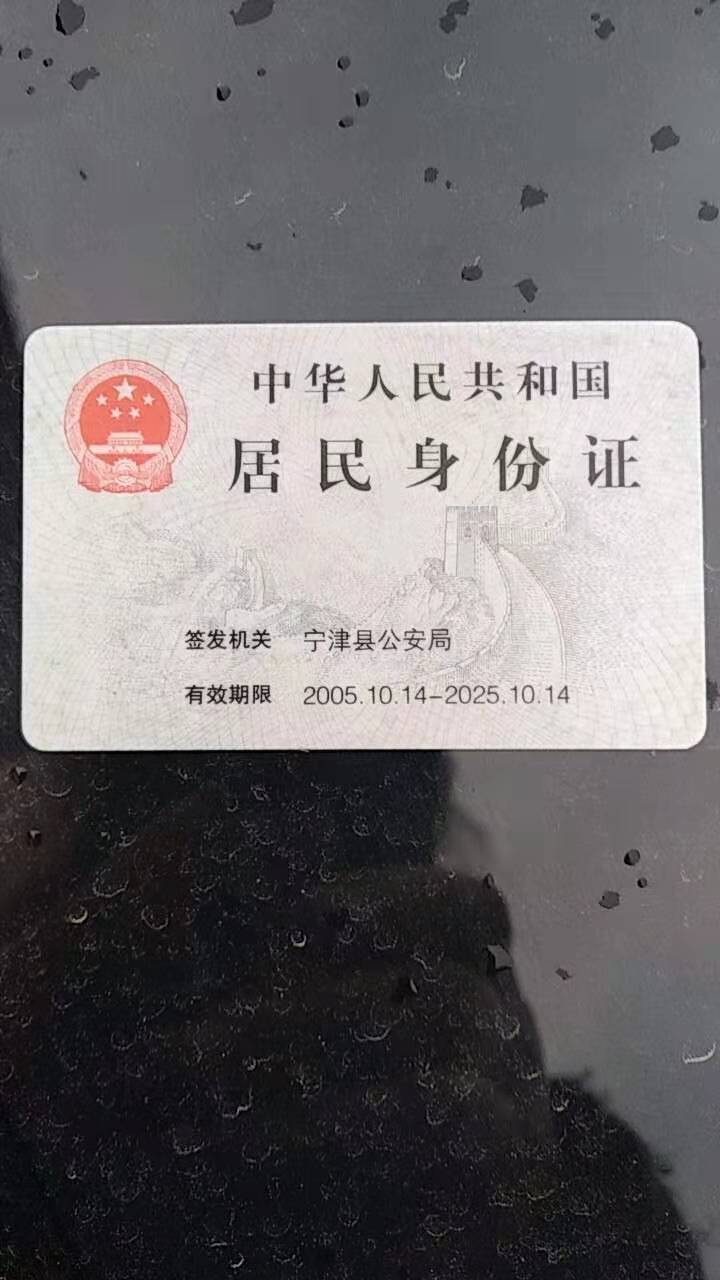 中华人民共和国
居民身份证
签发机关 宁津县公安局
有效期限 2005.10.14-2025.10.14